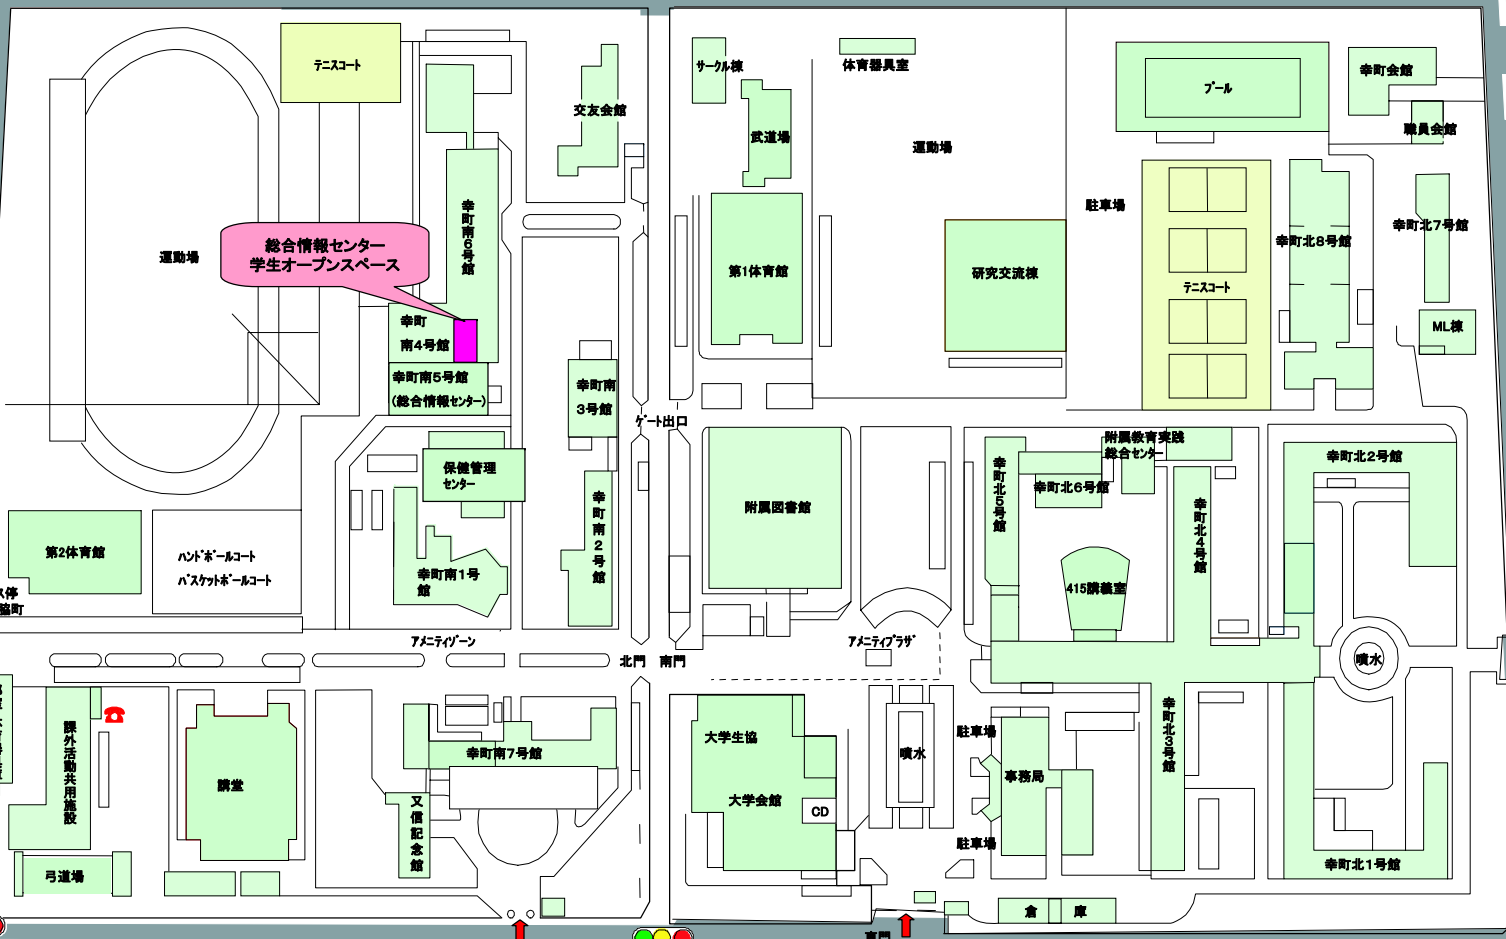 テニスコート
サークル棟
体育器具室
プール
幸町会館
交友会館
武道場
運動場
職員会館
総合情報センター
学生オープンスペース
幸町南6号館
運動場
駐車場
幸町北8号館
幸町北7号館
第1体育館
研究交流棟
テニスコート
幸町
南4号館
ML棟
幸町南5号館
(総合情報センター)
幸町南
3号館
ゲート出口
保健管理
センター
附属教育実践
総合センター
幸町北2号館
幸町北5号館
幸町北6号館
幸町南2号館
附属図書館
幸町北4号館
第2体育館
ハンドボールコート
バスケットボールコート
幸町南1号
館
415講義室
アメニティゾーン
アメニティプラザ
北門
南門
噴水
課外活動共用施設
講堂
幸町南7号館
大学生協
噴水
駐車場
事務局
幸町北3号館
又信記念館
大学会館
CD
駐車場
弓道場
幸町北1号館
倉
庫